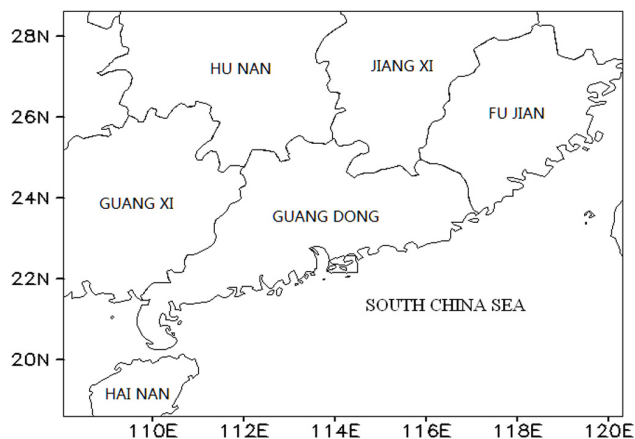 28N
HU NAN
JIANG XI
26N
FU JIAN
24N
GUANG XI
GUANG DONG
22N
SOUTH CHINA SEA
20N
HAI NAN
110E 112E 114E 116E 118E 120E